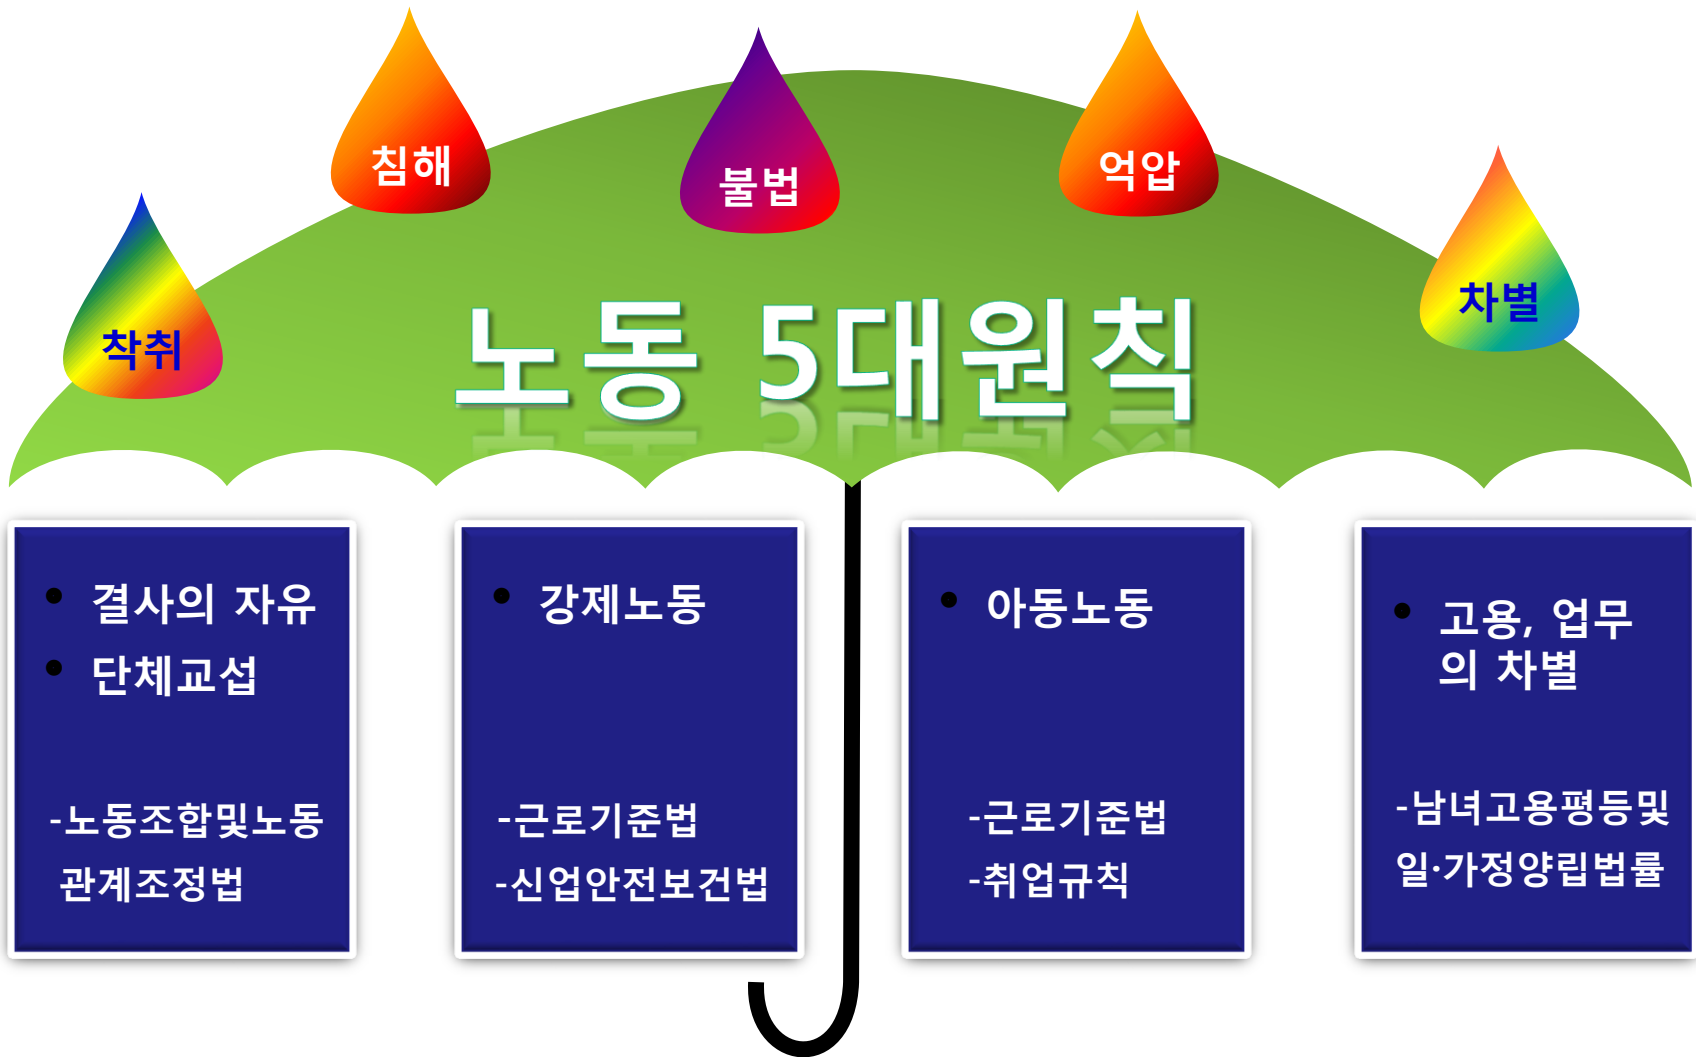 침해
불법
억압
착취
차별
노동 5대원칙
• 결사의 자유
• 단체교섭
-노동조합및노동
관계조정법
• 강제노동
-근로기준법
-신업안전보건법
• 아동노동
-근로기준법
-취업규칙
• 고용, 업무
의 차별
-남녀고용평등및
일·가정양립법률